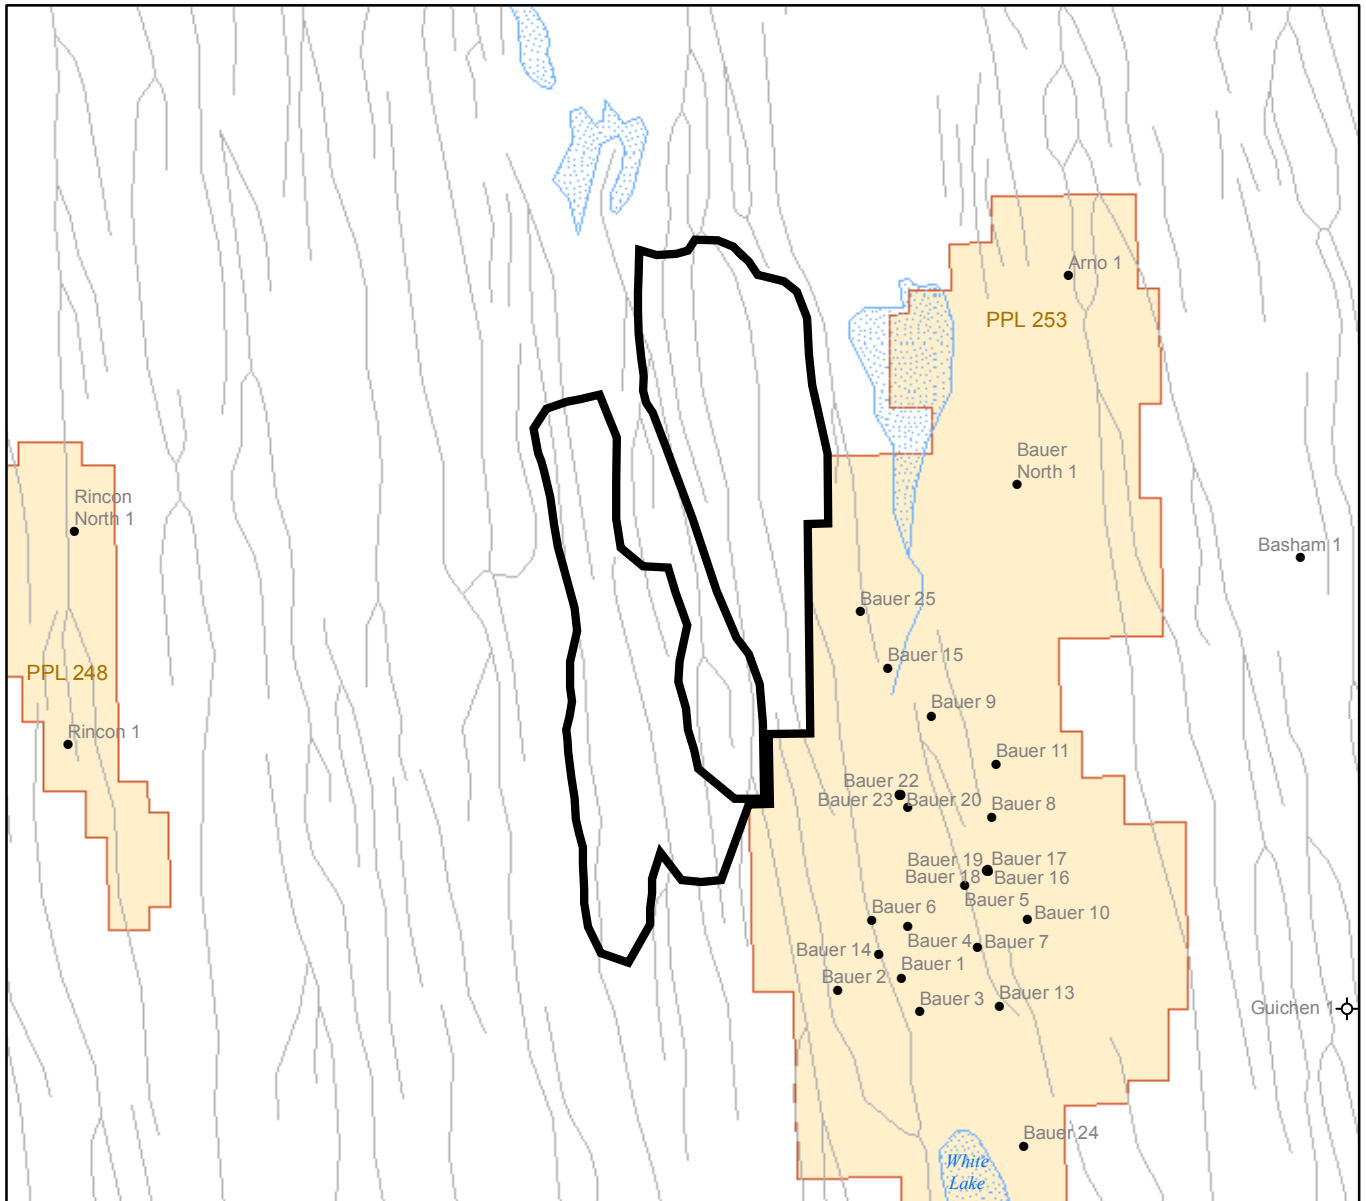 Arno 1
PPL 253
Bauer
North 1
Rincon
North 1
Basham 1
Bauer 25
Bauer 15
PPL 248
Bauer 9
Rincon 1
Bauer 11
Bauer 22
Bauer 23
Bauer 20
Bauer 8
Bauer 19
Bauer 17
Bauer 18
Bauer 16
Bauer 5
Bauer 6
Bauer 10
Bauer 4
Bauer 7
Bauer 14
Bauer 1
Bauer 2
Bauer 3
Bauer 13
Guichen 1
Bauer 24
White
Lake